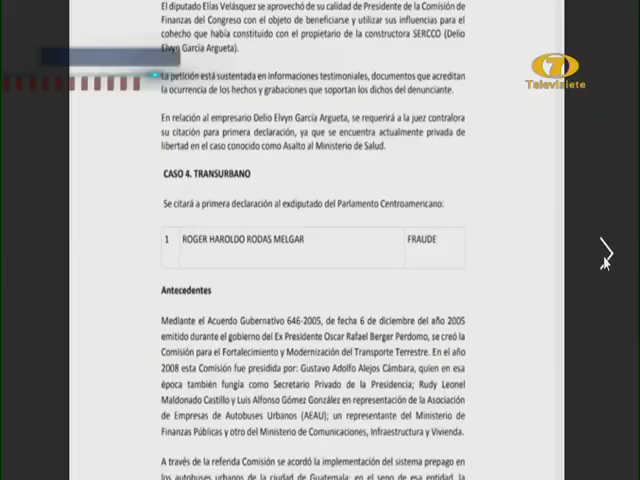 El diputado Elías Velásquez se aprovechó de su calidad de Presidente de la Comisión de
Finanzas del Congreso con el objeto de beneficiarse y utilizar sus influencias para el
cohecho que había constituido con el propietario de la constructora SERCCO (Delio
Elvyn García Argueta).
La petición está sustentada en informaciones testimoniales, documentos que acreditan
la ocurrencia de los hechos y grabaciones que soportan los dichos del denunciante.
En relación al empresario Delio Elvyn García Argueta, se requerirá a la juez contralora
su citación para primera declaración, ya que se encuentra actualmente privada de
libertad en el caso conocido como Asalto al Ministerio de Salud.
CASO 4. TRANSURBANO
Se citará a primera declaración al exdiputado del Parlamento Centroamericano:
1 ROGER HAROLDO RODAS MELGAR FRAUDE
Antecedentes
Mediante el Acuerdo Gubernativo 646-2005, de fecha 6 de diciembre del año 2005
emitido durante el gobierno del Ex Presidente Oscar Rafael Berger Perdomo, se creó la
Comisión para el Fortalecimiento y Modernización del Transporte Terrestre. En el año
2008 esta Comisión fue presidida por: Gustavo Adolfo Alejos Cámbara, quien en esa
época también fungía como Secretario Privado de la Presidencia; Rudy Leonel
Maldonado Castillo y Luis Alfonso Gómez González en representación de la Asociación
de Empresas de Autobuses Urbanos (AEAU); un representante del Ministerio de
Finanzas Públicas y otro del Ministerio de Comunicaciones, Infraestructura y Vivienda.
A través de la referida Comisión se acordó la implementación del sistema prepago en
los autobuses urbanos de la ciudad de Guatemala; en el seno de esa entidad, la
7
Televisiete